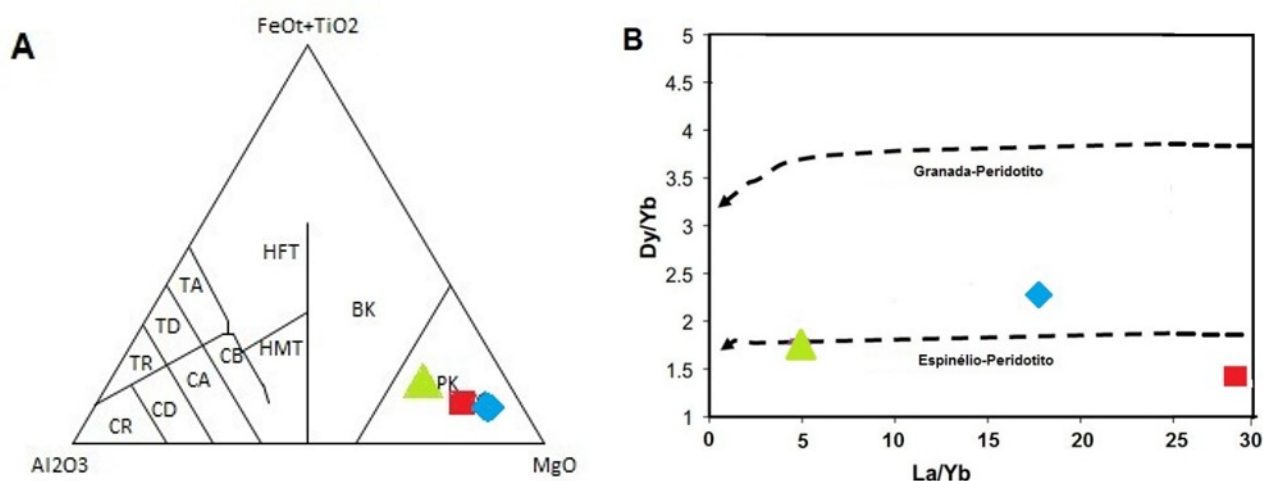 A
FeOt+TiO2
HFT
TA
BK
TD
HMT
CB
TR
CA
PK
CD
CR
Al2O3
MgO
B
5
4.5
4
3.5
3
2.5
2
1.5
1
Dy/Yb
Granada-Peridotito
Espinélio-Peridotito
0
5
10
15
20
25
30
La/Yb